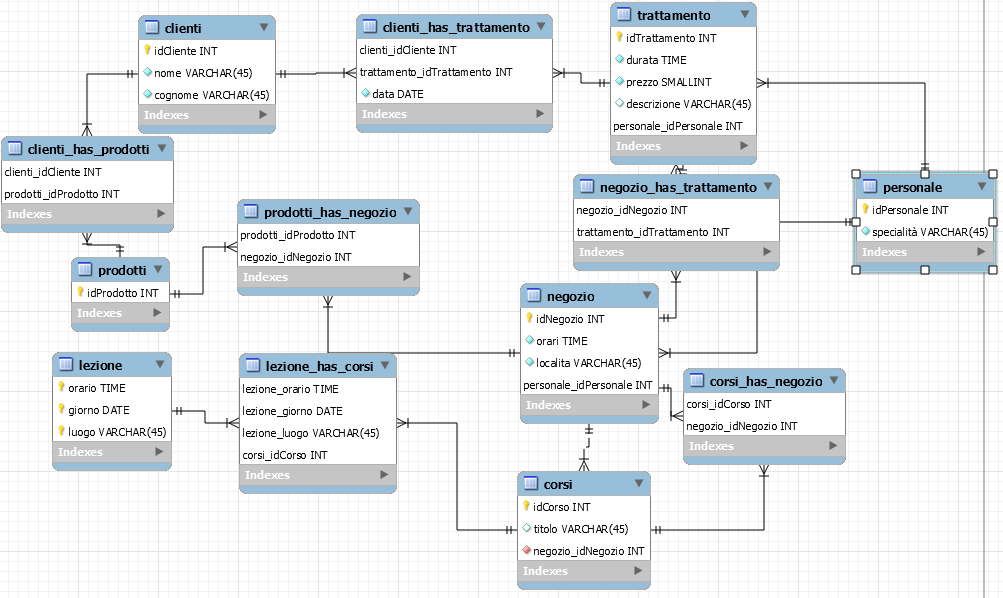 clienti
idCliente INT
nome VARCHAR(45)
cognome VARCHAR(45)
Indexes
clienti_has_trattamento
clienti_idCliente INT
trattamento_idTrattamento INT
data DATE
Indexes
trattamento
idTrattamento INT
durata TIME
prezzo SMALLINT
descrizione VARCHAR(45)
personale_idPersonale INT
Indexes
clienti_has_prodotti
clienti_idCliente INT
prodotti_idProdotto INT
Indexes
prodotti_has_negozio
prodotti_idProdotto INT
negozio_idNegozio INT
Indexes
negozio_has_trattamento
negozio_idNegozio INT
trattamento_idTrattamento INT
Indexes
personale
idPersonale INT
specialità VARCHAR(45)
Indexes
prodotti
idProdotto INT
Indexes
negozio
idNegozio INT
orari TIME
localita VARCHAR(45)
personale_idPersonale INT
Indexes
lezione
orario TIME
giorno DATE
luogo VARCHAR(45)
Indexes
lezione_has_corsi
lezione_orario TIME
lezione_giorno DATE
lezione_luogo VARCHAR(45)
corsi_idCorso INT
Indexes
corsi_has_negozio
corsi_idCorso INT
negozio_idNegozio INT
Indexes
corsi
idCorso INT
titolo VARCHAR(45)
negozio_idNegozio INT
Indexes